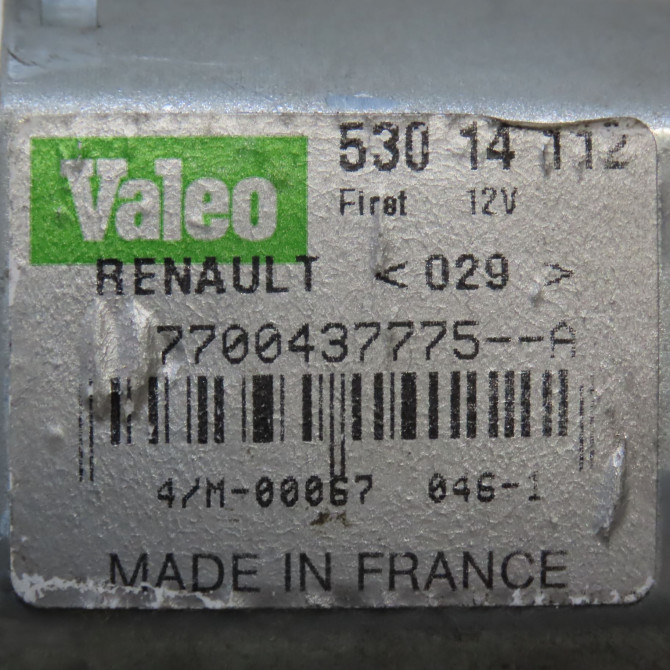 Valeo 530 14 112
First 12V
RENAULT < 029 >
7700437775--A
4/M-00067 046-1
MADE IN FRANCE